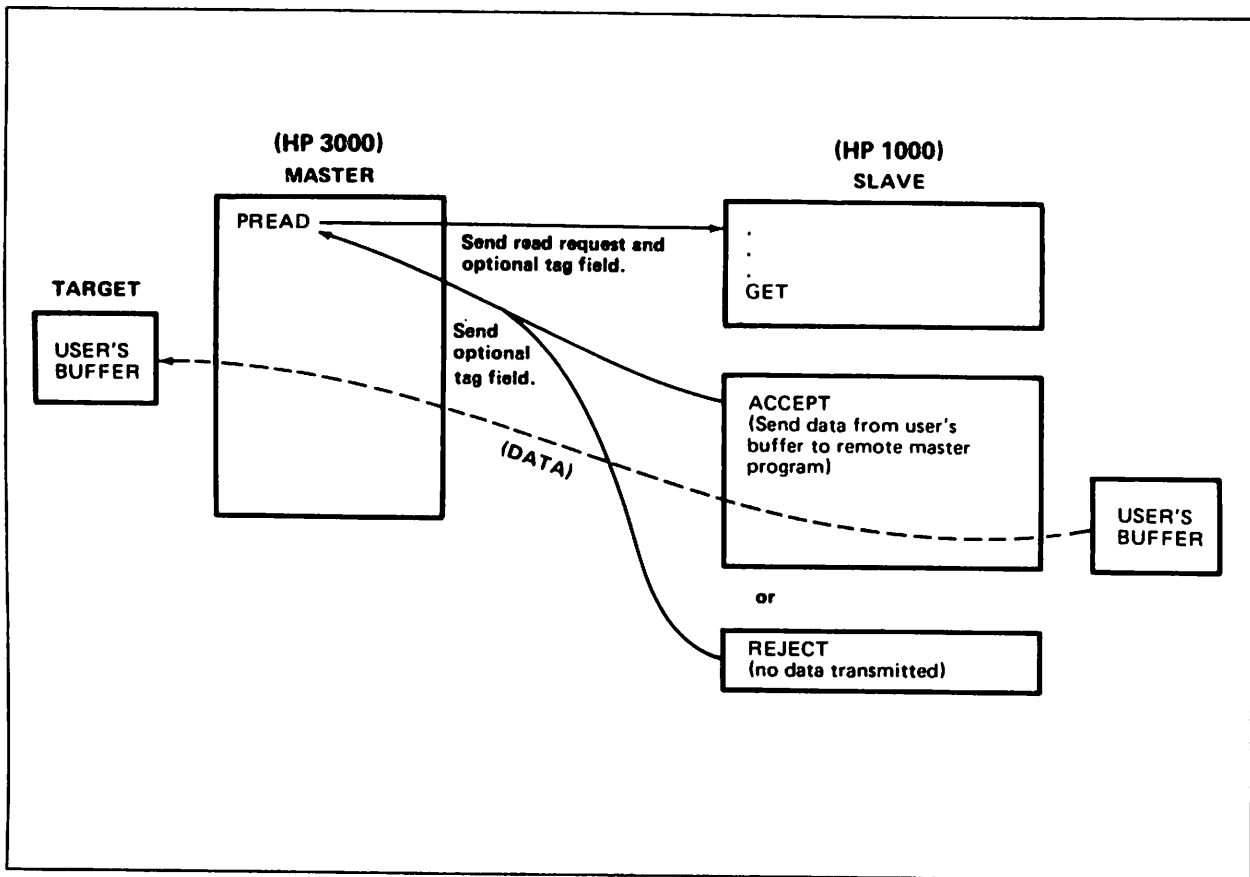 (HP 3000)
MASTER
(HP 1000)
SLAVE
PREAD
Send read request and
optional tag field.
.
.
.
GET
TARGET
USER'S
BUFFER
Send
optional
tag field.
ACCEPT
(Send data from user's
buffer to remote master
program)
(DATA)
USER'S
BUFFER
or
REJECT
(no data transmitted)